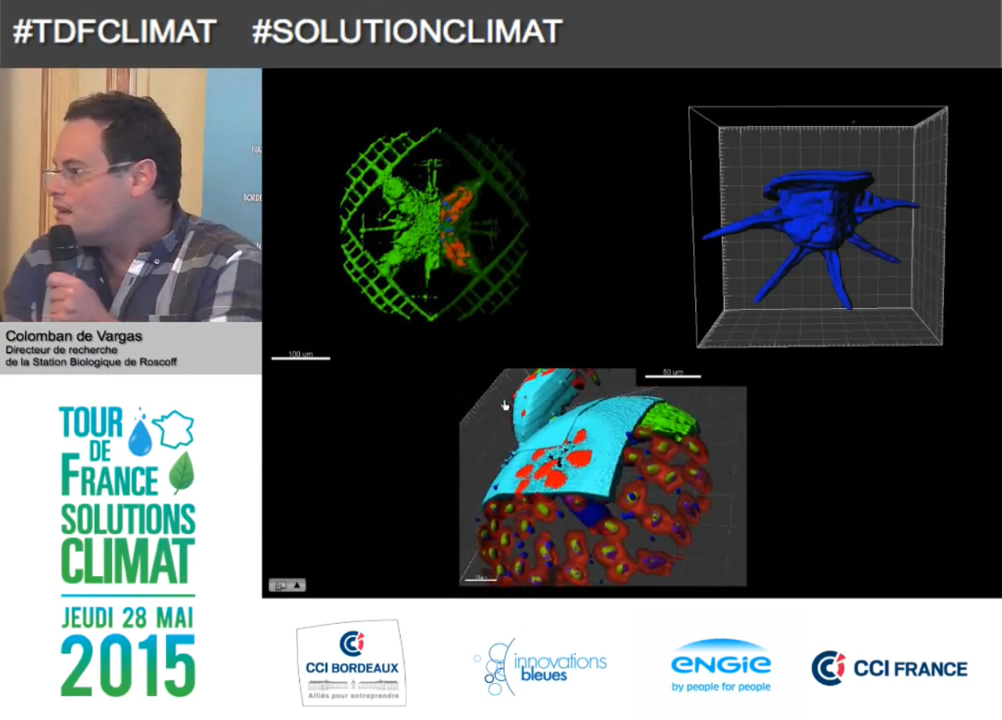 #TDFCLIMAT #SOLUTIONCLIMAT
Colomban de Vargas
Directeur de recherche
de la Station Biologique de Roscoff
100 um
50 um
TOUR
DE
FRANCE
SOLUTIONS
CLIMAT
JEUDI 28 MAI
2015
CCI BORDEAUX
Alliés pour entreprendre
innovations
bleues
ENGIE
by people for people
CCI FRANCE